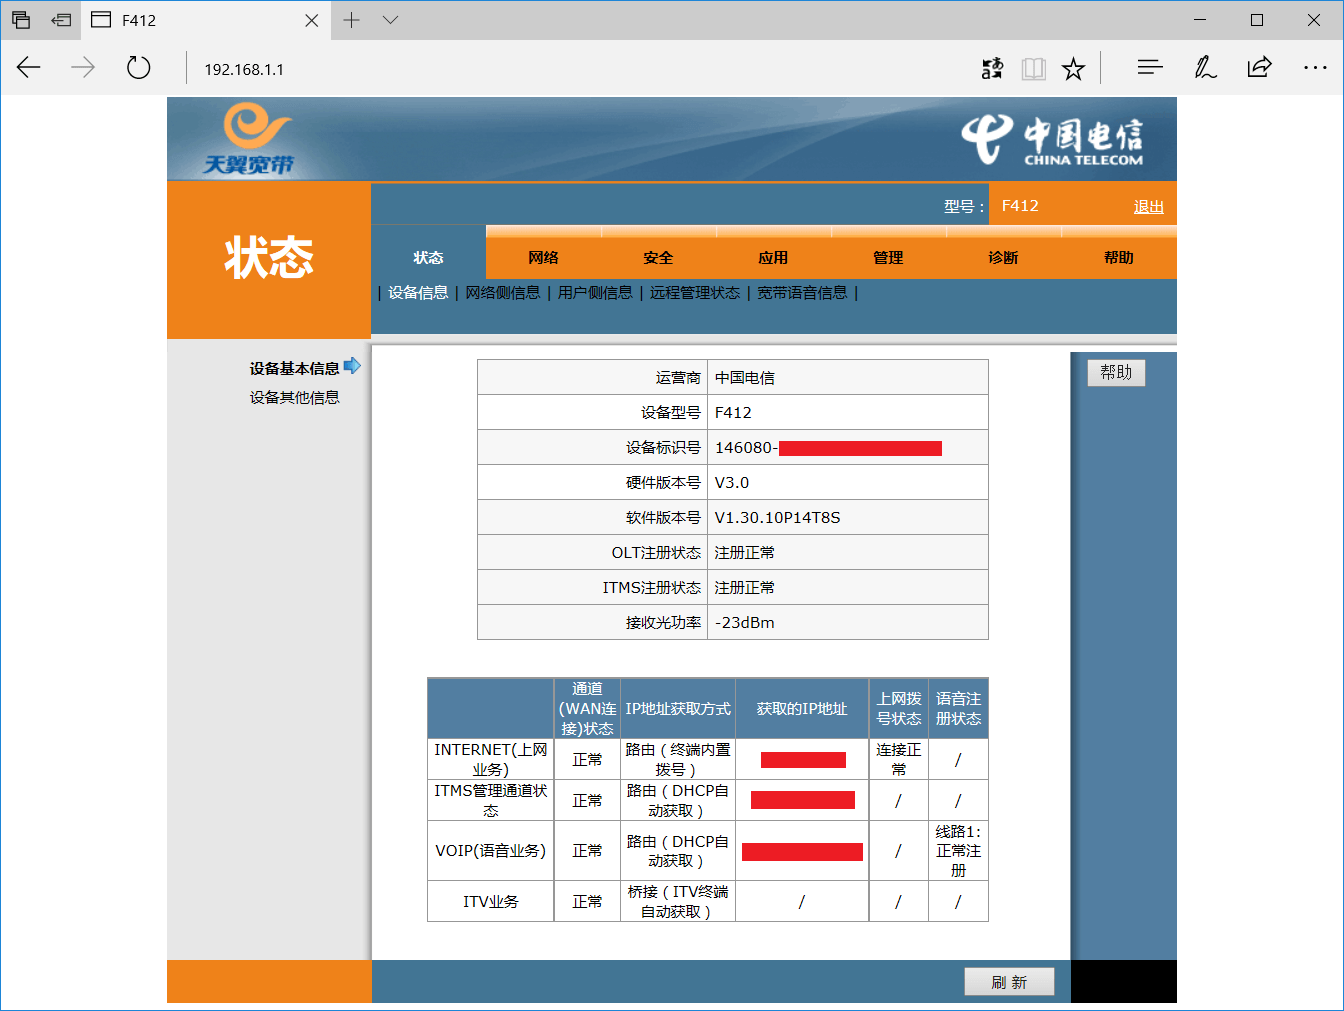 F412
192.168.1.1
天翼宽带
中国电信
CHINA TELECOM
型号： F412 退出
状态
状态 网络 安全 应用 管理 诊断 帮助
| 设备信息 | 网络侧信息 | 用户侧信息 | 远程管理状态 | 宽带语音信息 |
设备基本信息
设备其他信息
帮助
运营商 中国电信
设备型号 F412
设备标识号 146080-
硬件版本号 V3.0
软件版本号 V1.30.10P14T8S
OLT注册状态 注册正常
ITMS注册状态 注册正常
接收光功率 -23dBm
通道
(WAN连
接)状态
IP地址获取方式
获取的IP地址
上网拨
号状态
语音注
册状态
INTERNET(上网
业务)
正常
路由（终端内置
拨号）
连接正
常
/
ITMS管理通道状
态
正常
路由（DHCP自
动获取）
/
/
VOIP(语音业务)
正常
路由（DHCP自
动获取）
/
线路1:
正常注
册
ITV业务
正常
桥接（ITV终端
自动获取）
/
/
/
刷 新